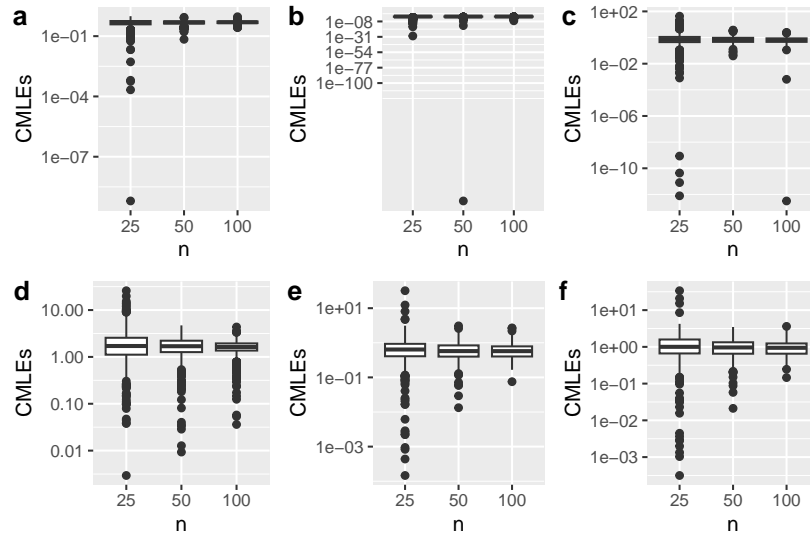 a
b
c
CMLEs
1e−01
1e−04
1e−07
25
50
100
n
CMLEs
1e−08
1e−31
1e−54
1e−77
1e−100
25
50
100
n
CMLEs
1e+02
1e−02
1e−06
1e−10
25
50
100
n
d
e
f
CMLEs
10.00
1.00
0.10
0.01
25
50
100
n
CMLEs
1e+01
1e−01
1e−03
25
50
100
n
CMLEs
1e+01
1e+00
1e−01
1e−02
1e−03
25
50
100
n